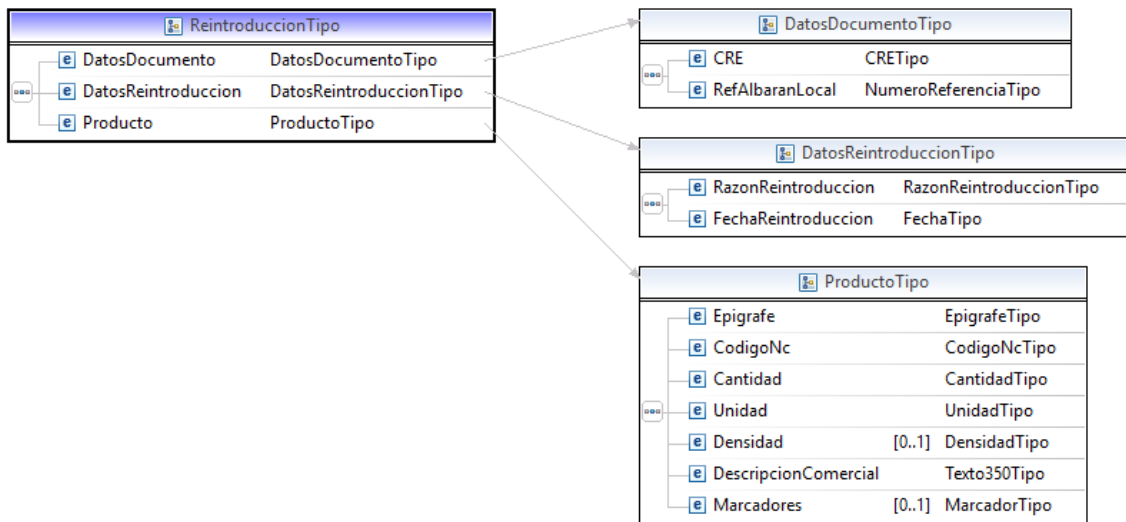 ReintroduccionTipo
DatosDocumento DatosDocumentoTipo
DatosReintroduccion DatosReintroduccionTipo
Producto ProductoTipo
DatosDocumentoTipo
CRE CRETipo
RefAlbaranLocal NumeroReferenciaTipo
DatosReintroduccionTipo
RazonReintroduccion RazonReintroduccionTipo
FechaReintroduccion FechaTipo
ProductoTipo
Epigrafe EpigrafeTipo
CodigoNc CodigoNcTipo
Cantidad CantidadTipo
Unidad UnidadTipo
Densidad [0..1] DensidadTipo
DescripcionComercial Texto350Tipo
Marcadores [0..1] MarcadorTipo